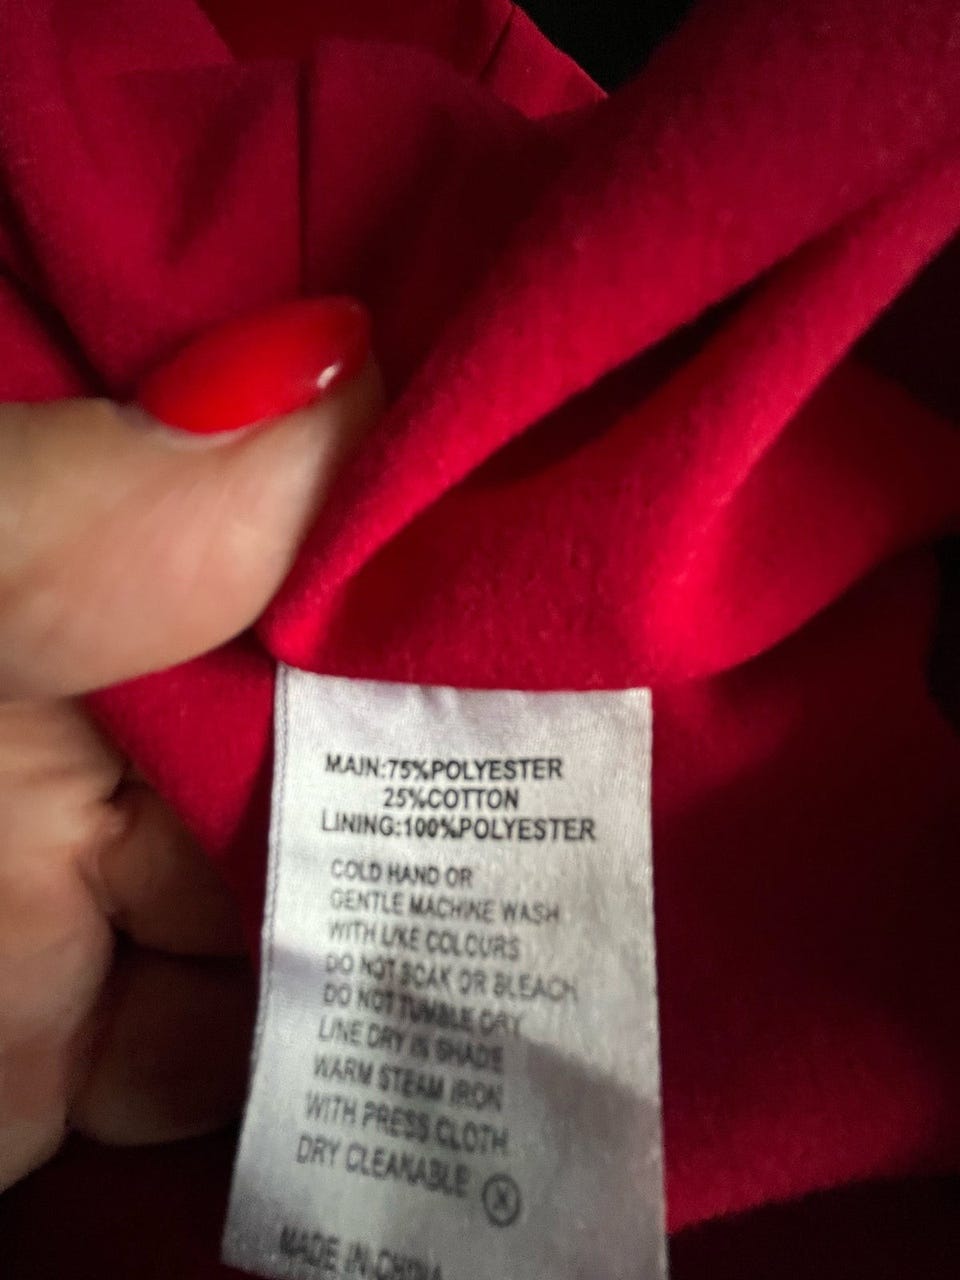 MAIN:75%POLYESTER
25%COTTON
LINING:100%POLYESTER
COLD HAND OR
GENTLE MACHINE WASH
WITH LIKE COLOURS
DO NOT SOAK OR BLEACH
DO NOT TUMBLE DRY
LINE DRY IS SHADE
WARM STEAM IRON
WITH PRESS CLOTH
DRY CLEANABLE Ⓧ
MADE IN CHINA